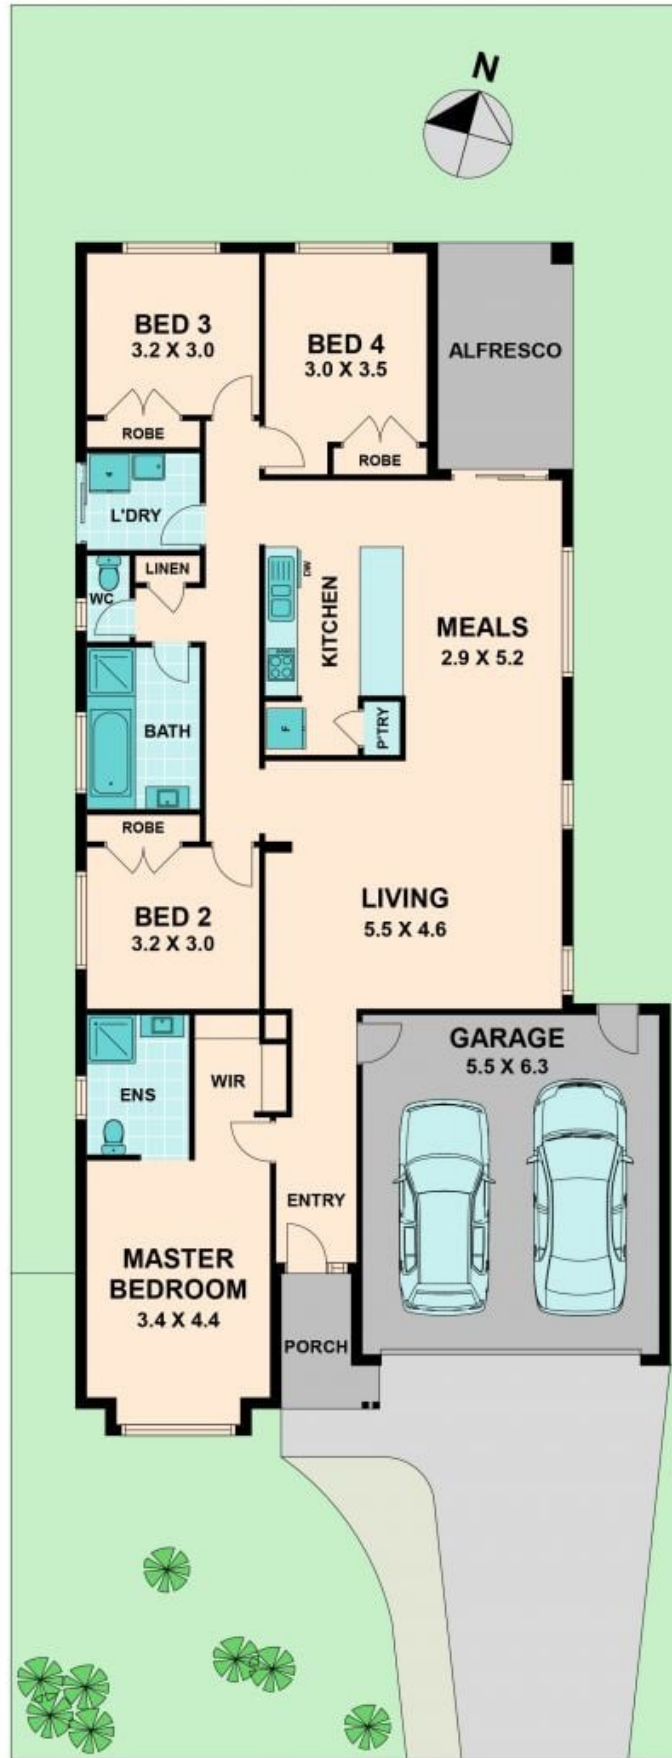 N
BED 3
3.2 X 3.0
BED 4
3.0 X 3.5
ALFRESCO
ROBE
ROBE
L'DRY
LINEN
WC
DW
KITCHEN
MEALS
2.9 X 5.2
BATH
F
P'TRY
ROBE
BED 2
3.2 X 3.0
LIVING
5.5 X 4.6
GARAGE
5.5 X 6.3
ENS
WIR
ENTRY
MASTER
BEDROOM
3.4 X 4.4
PORCH